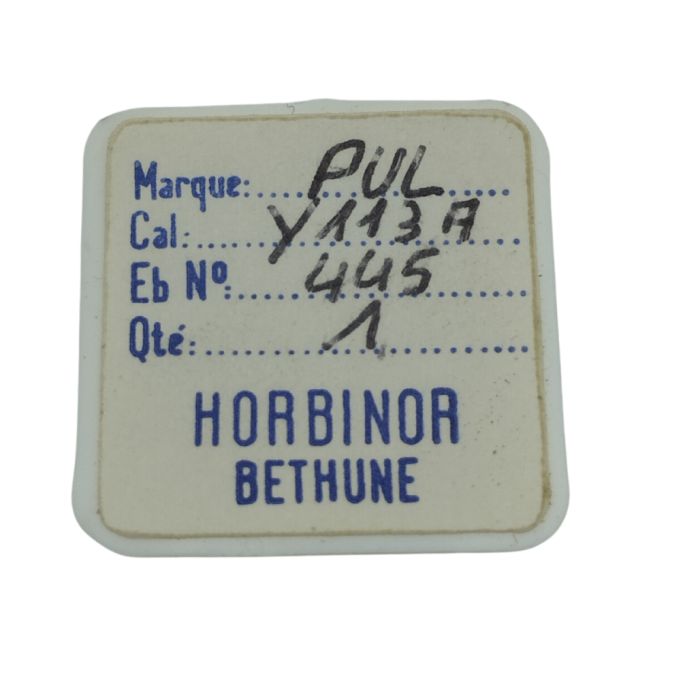 Marque:....PUL.....
Cal:.....Y113A.....
Eb Nº:.....445.....
Qté:.....1.....
HORBINOR
BETHUNE